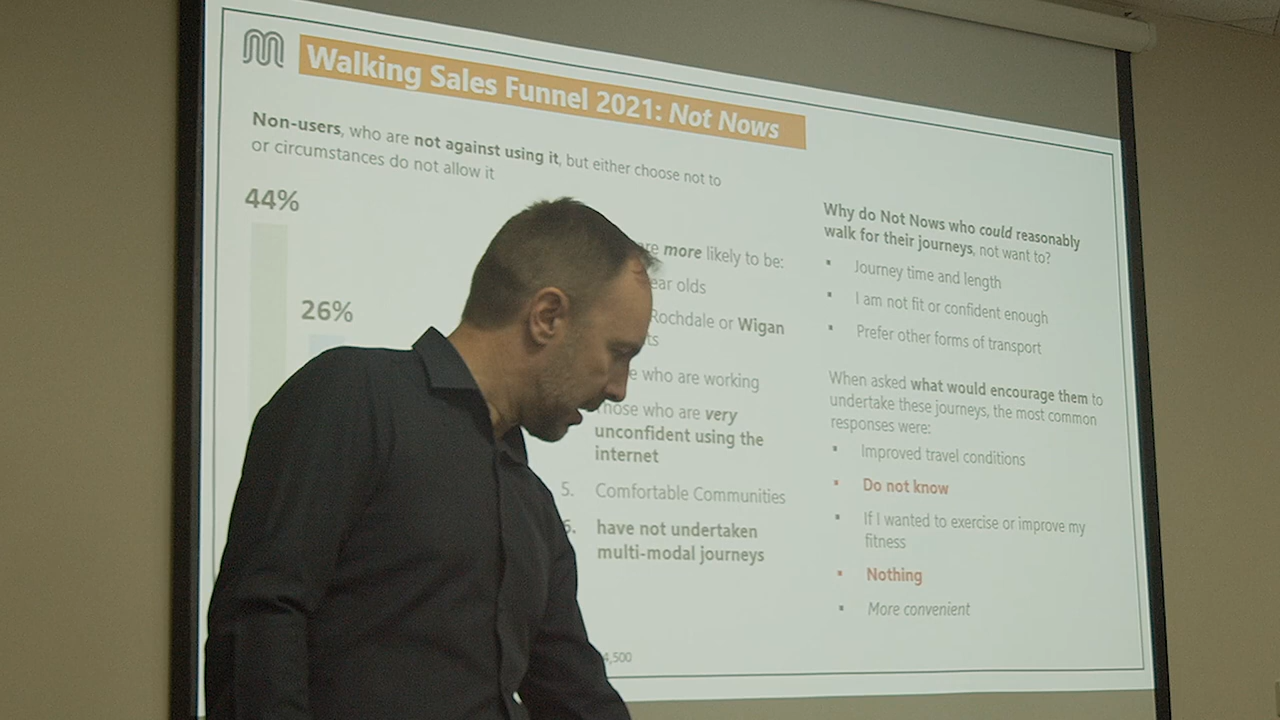 Walking Sales Funnel 2021: Not Nows
Non-users, who are not against using it, but either choose not to
or circumstances do not allow it
44%
26%
more likely to be:
olds
Rochdale or Wigan
who are working
those who are very
unconfident using the
internet
5. Comfortable Communities
6. have not undertaken
multi-modal journeys
4,500
Why do Not Nows who could reasonably
walk for their journeys, not want to?
Journey time and length
I am not fit or confident enough
Prefer other forms of transport
When asked what would encourage them to
undertake these journeys, the most common
responses were:
Improved travel conditions
Do not know
If I wanted to exercise or improve my
fitness
Nothing
More convenient